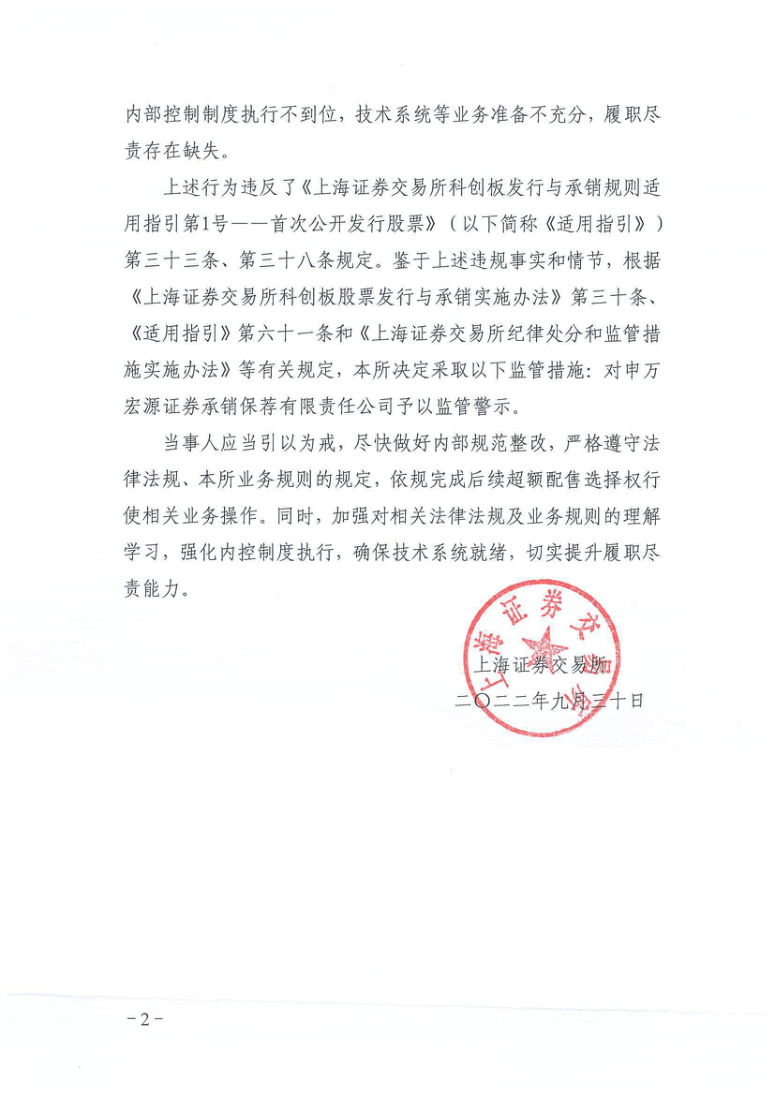 内部控制制度执行不到位，技术系统等业务准备不充分，履职尽
责存在缺失。
上述行为违反了《上海证券交易所科创板发行与承销规则适
用指引第1号——首次公开发行股票》（以下简称《适用指引》）
第三十三条、第三十八条规定。鉴于上述违规事实和情节，根据
《上海证券交易所科创板股票发行与承销实施办法》第三十条、
《适用指引》第六十一条和《上海证券交易所纪律处分和监管措
施实施办法》等有关规定，本所决定采取以下监管措施：对申万
宏源证券承销保荐有限责任公司予以监管警示。
当事人应当引以为戒，尽快做好内部规范整改，严格遵守法
律法规、本所业务规则的规定，依规完成后续超额配售选择权行
使相关业务操作。同时，加强对相关法律法规及业务规则的理解
学习，强化内控制度执行，确保技术系统就绪，切实提升履职尽
责能力。
上海证券交易所
上海证券交易所
二〇二二年九月三十日
-2-